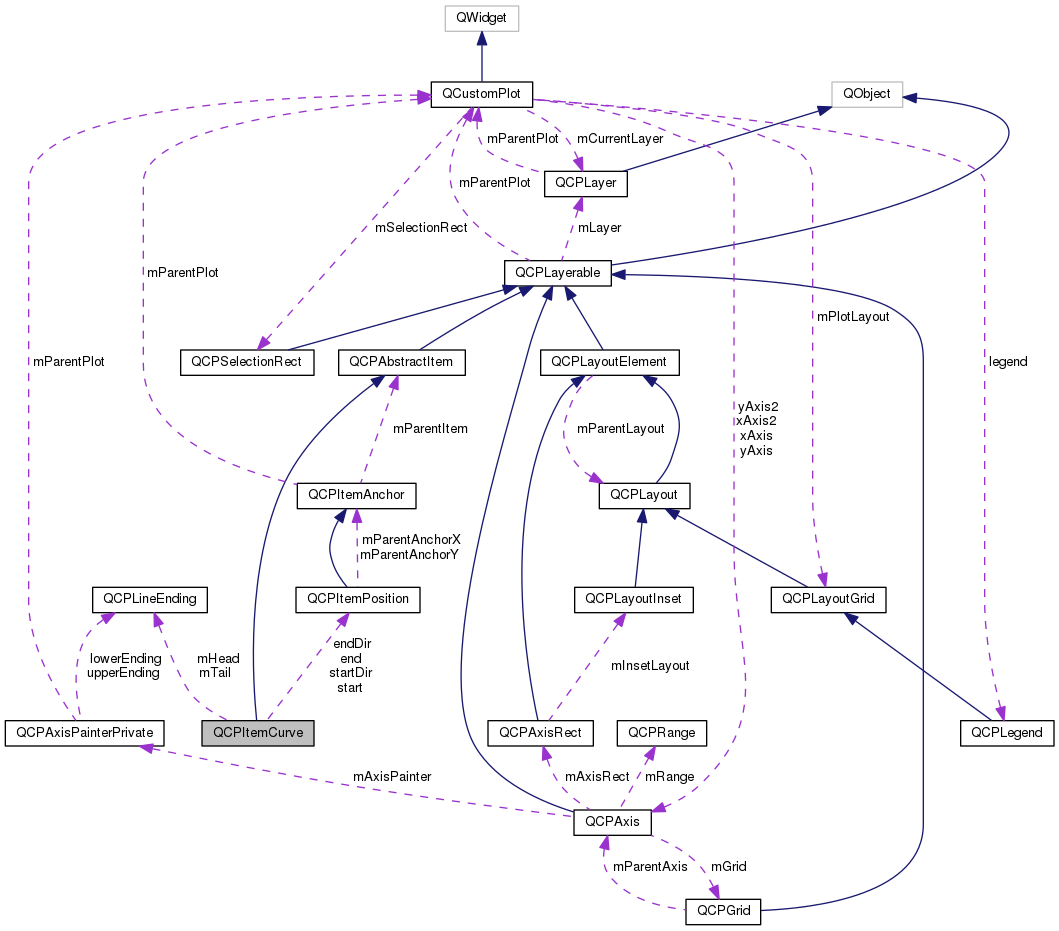 QWidget
QCustomPlot
QObject
mParentPlot
mCurrentLayer
QCPLayer
mParentPlot
mSelectionRect
mLayer
mParentPlot
QCPLayerable
mPlotLayout
mParentPlot
QCPSelectionRect
QCPAbstractItem
QCPLayoutElement
legend
yAxis2
xAxis2
xAxis
yAxis
mParentItem
mParentLayout
QCPItemAnchor
QCPLayout
mParentAnchorX
mParentAnchorY
QCPLineEnding
QCPItemPosition
QCPLayoutInset
QCPLayoutGrid
lowerEnding
upperEnding
mHead
mTail
endDir
end
startDir
start
mInsetLayout
QCPAxisPainterPrivate
QCPItemCurve
QCPAxisRect
QCPRange
QCPLegend
mAxisPainter
mAxisRect
mRange
QCPAxis
mParentAxis
mGrid
QCPGrid